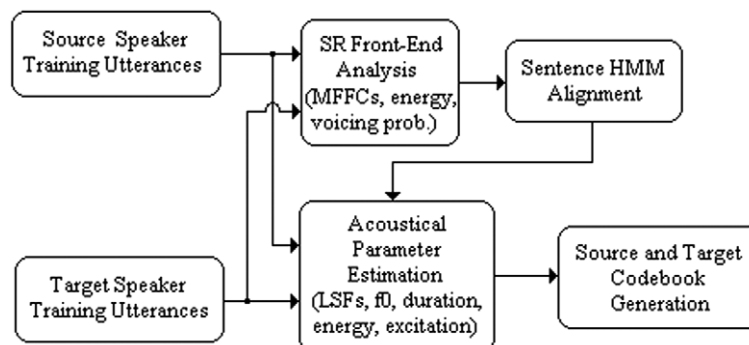 Source Speaker
Training Utterances
SR Front-End
Analysis
(MFFCs, energy,
voicing prob.)
Sentence HMM
Alignment
Target Speaker
Training Utterances
Acoustical
Parameter
Estimation
(LSFs, f0, duration,
energy, excitation)
Source and Target
Codebook
Generation